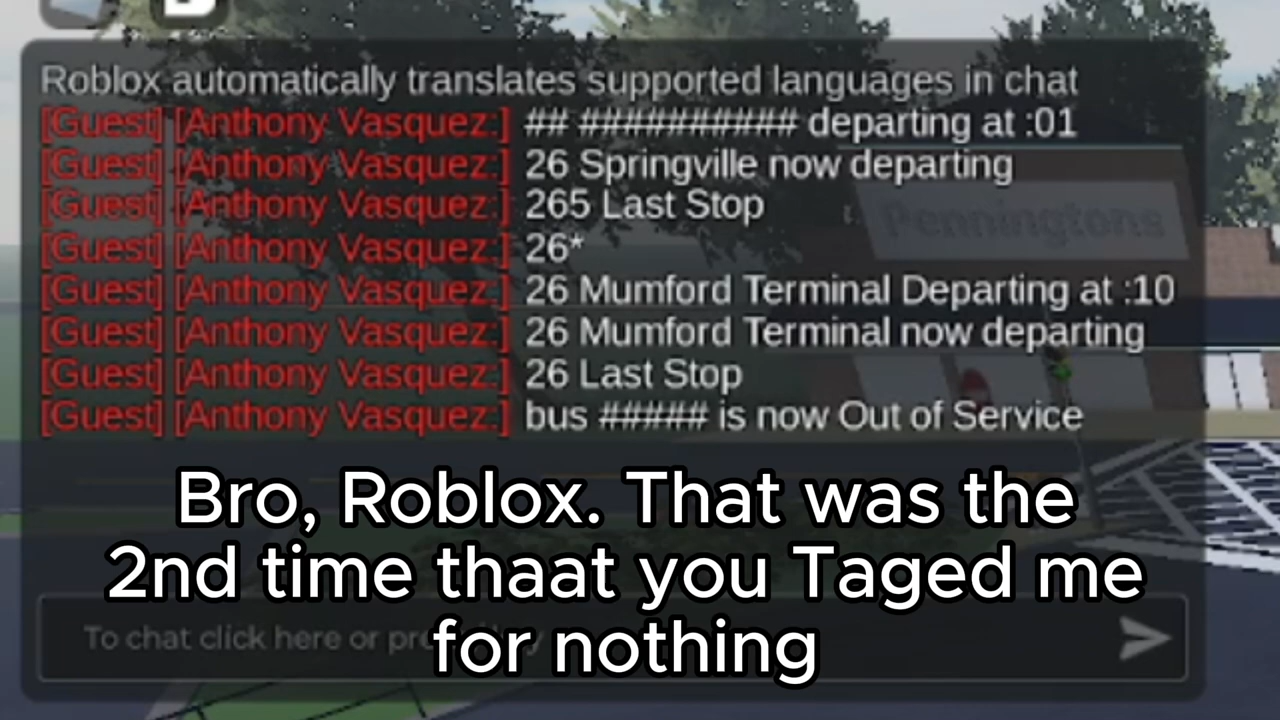 Roblox automatically translates supported languages in chat
[Guest] [Anthony Vasquez:] ## ########## departing at :01
[Guest] [Anthony Vasquez:] 26 Springville now departing
[Guest] [Anthony Vasquez:] 265 Last Stop
[Guest] [Anthony Vasquez:] 26*
[Guest] [Anthony Vasquez:] 26 Mumford Terminal Departing at :10
[Guest] [Anthony Vasquez:] 26 Mumford Terminal now departing
[Guest] [Anthony Vasquez:] 26 Last Stop
[Guest] [Anthony Vasquez:] bus ##### is now Out of Service
Penningtons
Bro, Roblox. That was the
2nd time thaat you Taged me
for nothing
To chat click here or